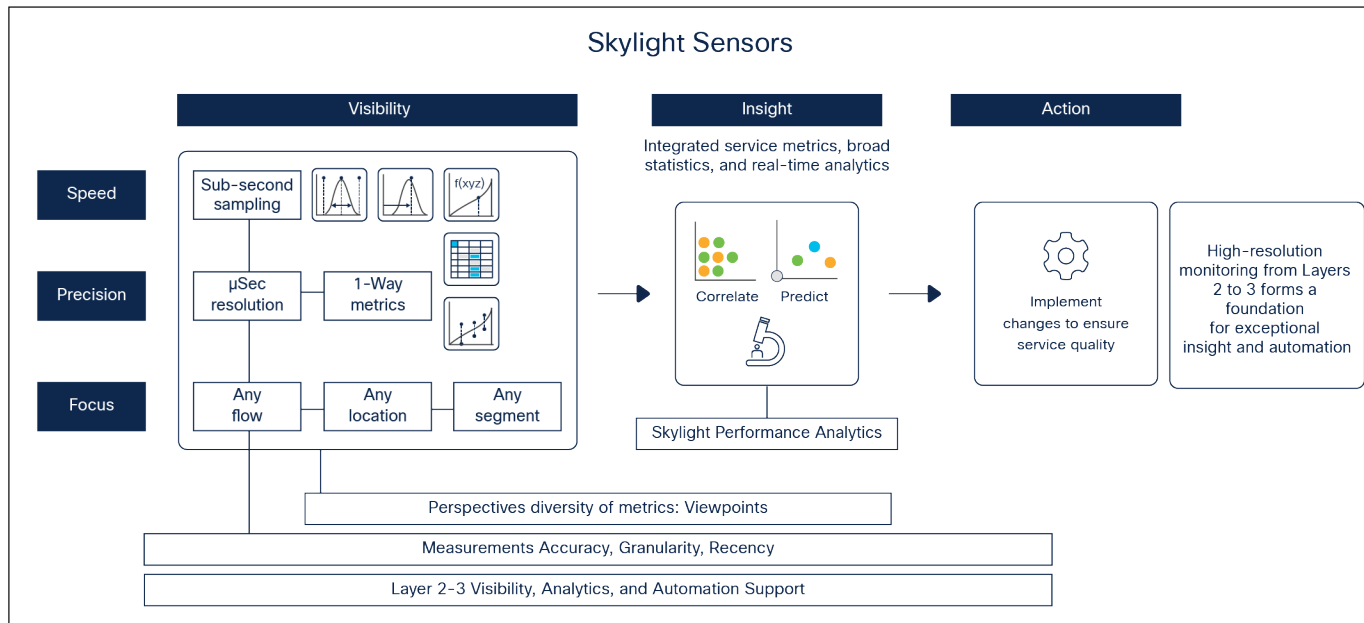 Skylight Sensors
Visibility
Insight
Action
Integrated service metrics, broad
statistics, and real-time analytics
Speed
Sub-second
sampling
f(xyz)
Precision
µSec
resolution
1-Way
metrics
Correlate
Predict
Implement
changes to ensure
service quality
High-resolution
monitoring from Layers
2 to 3 forms a
foundation
for exceptional
insight and automation
Focus
Any
flow
Any
location
Any
segment
Skylight Performance Analytics
Perspectives diversity of metrics: Viewpoints
Measurements Accuracy, Granularity, Recency
Layer 2-3 Visibility, Analytics, and Automation Support